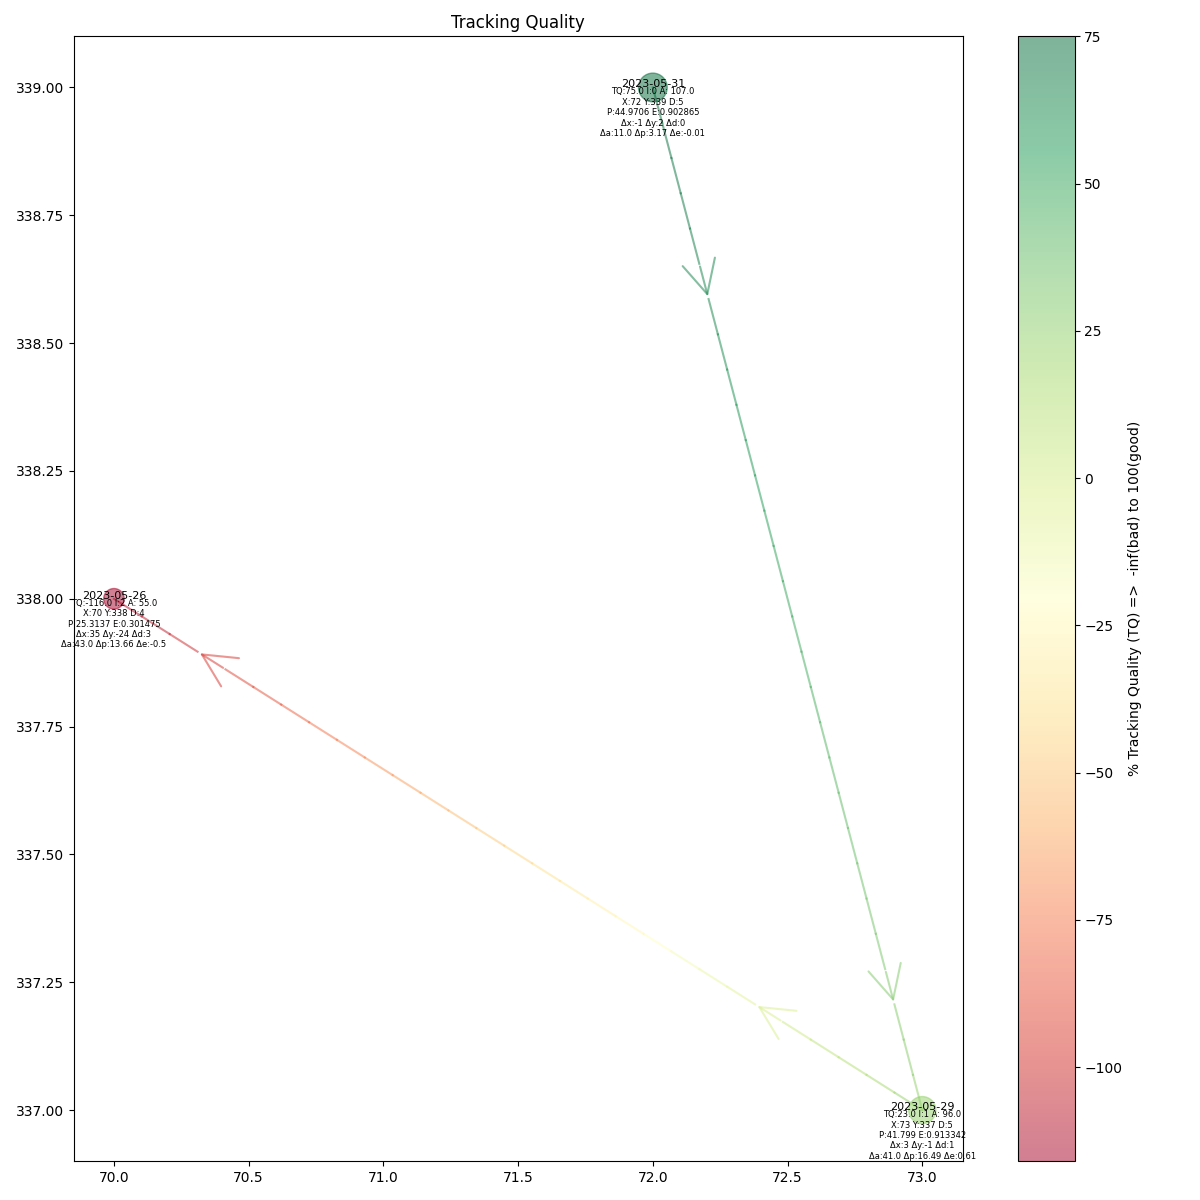 Tracking Quality
339.00
338.75
338.50
338.25
338.00
337.75
337.50
337.25
337.00
70.0
70.5
71.0
71.5
72.0
72.5
73.0
2023-05-31
TQ:75.0 I:0 A: 107.0
X:72 Y:339 D:5
P:44.9706 E:0.902865
Δx:-1 Δy:2 Δd:0
Δa:11.0 Δp:3.17 Δe:-0.01
2023-05-26
TQ:-116.0 I:2 A: 55.0
X:70 Y:338 D:4
P:25.3137 E:0.301475
Δx:35 Δy:-24 Δd:3
Δa:43.0 Δp:13.66 Δe:-0.5
2023-05-29
TQ:23.0 I:1 A: 96.0
X:73 Y:337 D:5
P:41.799 E:0.913342
Δx:3 Δy:-1 Δd:1
Δa:41.0 Δp:16.49 Δe:0.61
75
50
25
0
−25
−50
−75
−100
% Tracking Quality (TQ) => -inf(bad) to 100(good)